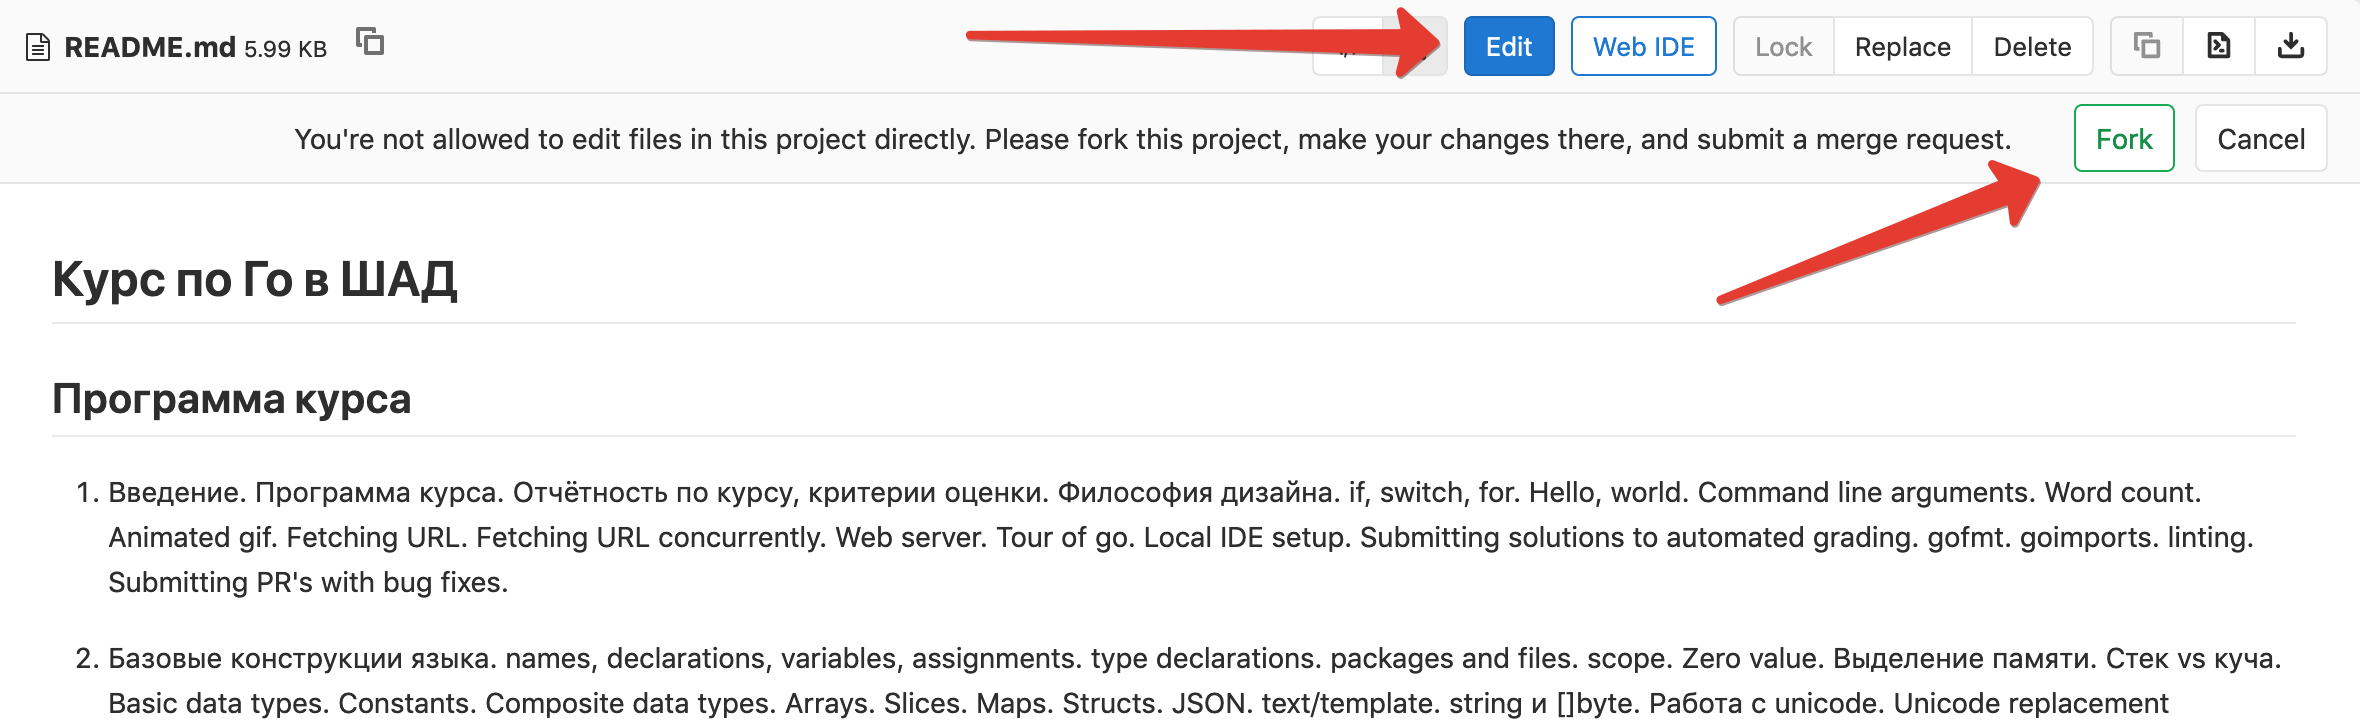 README.md 5.99 KB Edit Web IDE Lock Replace Delete
You're not allowed to edit files in this project directly. Please fork this project, make your changes there, and submit a merge request. Fork Cancel
Курс по Го в ШАД
Программа курса
1. Введение. Программа курса. Отчётность по курсу, критерии оценки. Философия дизайна. if, switch, for. Hello, world. Command line arguments. Word count.
Animated gif. Fetching URL. Fetching URL concurrently. Web server. Tour of go. Local IDE setup. Submitting solutions to automated grading. gofmt. goimports. linting.
Submitting PR's with bug fixes.
2. Базовые конструкции языка. names, declarations, variables, assignments. type declarations. packages and files. scope. Zero value. Выделение памяти. Стек vs куча.
Basic data types. Constants. Composite data types. Arrays. Slices. Maps. Structs. JSON. text/template. string и []byte. Работа с unicode. Unicode replacement